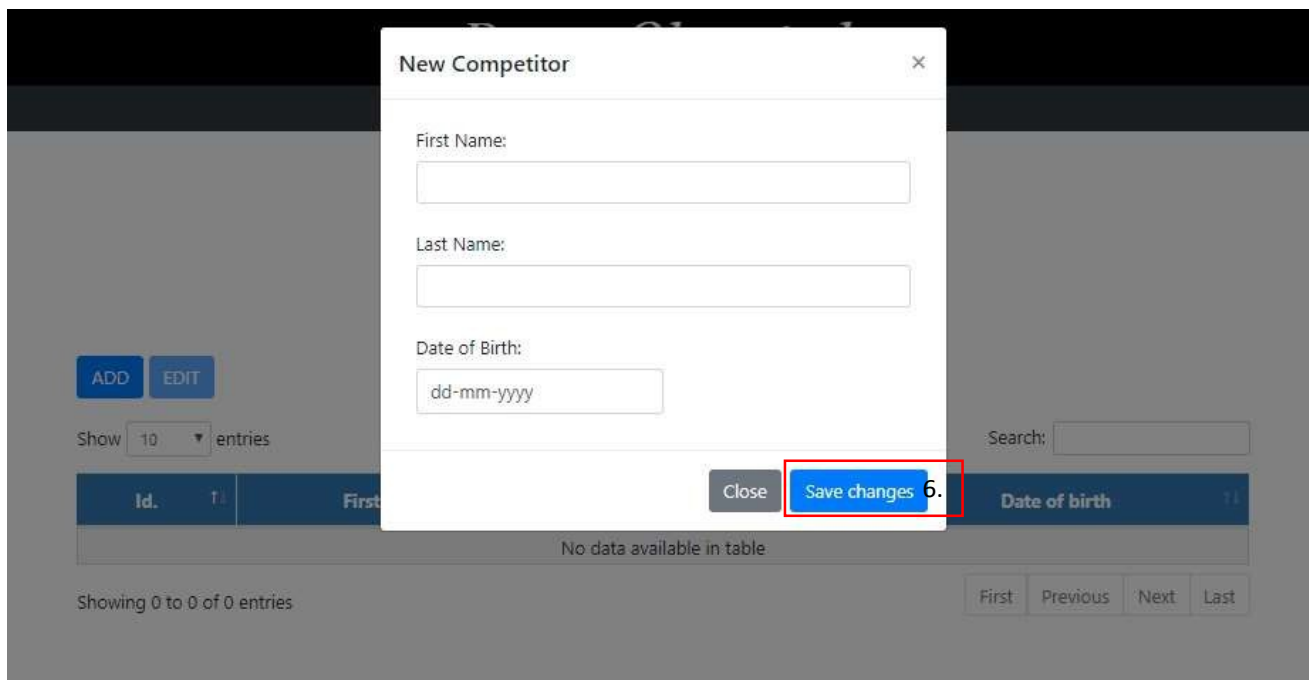 New Competitor ×
First Name:
Last Name:
Date of Birth:
dd-mm-yyyy
Close Save changes 6.
ADD EDIT
Show 10 entries Search:
Id. First Date of birth
No data available in table
Showing 0 to 0 of 0 entries First Previous Next Last